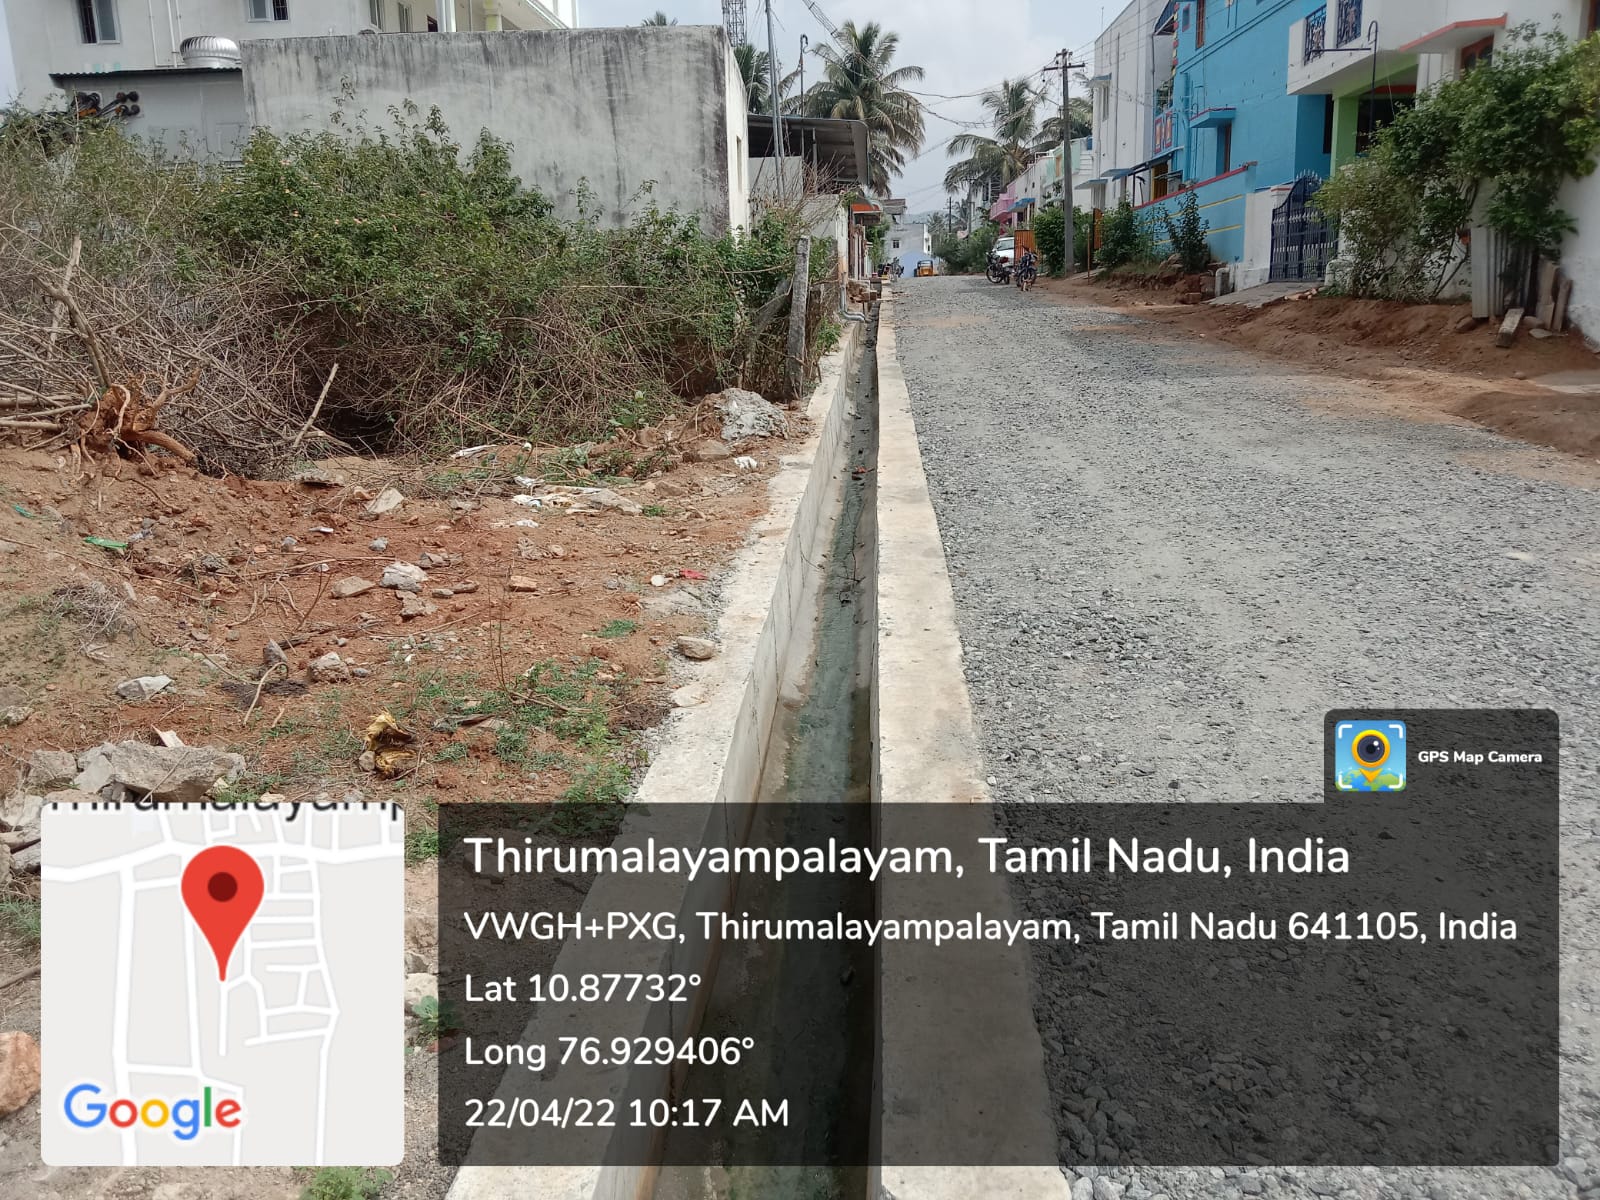 GPS Map Camera
Thirumalayampalayam, Tamil Nadu, India
VWGH+PXG, Thirumalayampalayam, Tamil Nadu 641105, India
Lat 10.87732°
Long 76.929406°
22/04/22 10:17 AM
Google